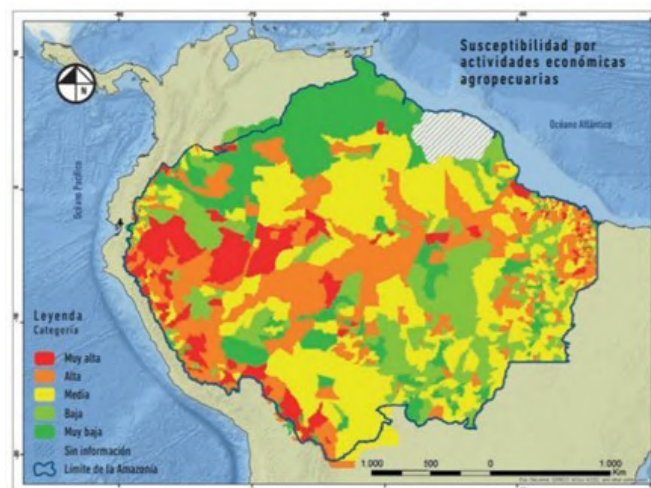 Susceptibilidad por
actividades económicas
agropecuarias
Océano Atlántico
Océano Pacífico
N
Leyenda
Categoría
Muy alta
Alta
Media
Baja
Muy baja
Sin información
Límite de la Amazonía
1.000 500 0 1.000
Km